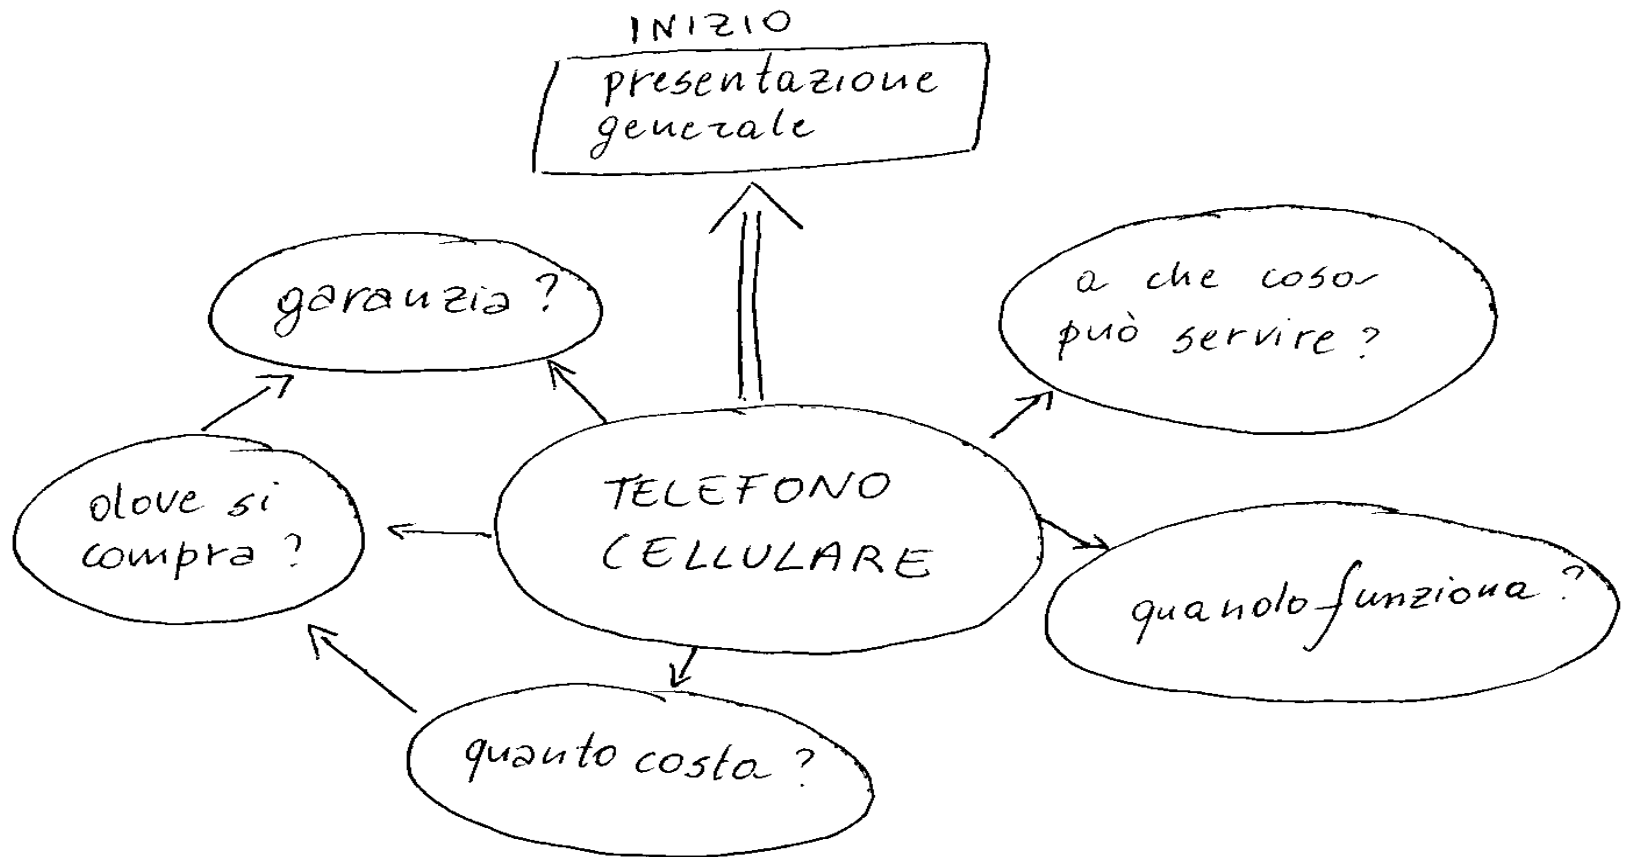 INIZIO
presentazione
generale
garanzia?
a che cosa
può servire?
dove si
compra?
TELEFONO
CELLULARE
quando funziona?
quanto costa?